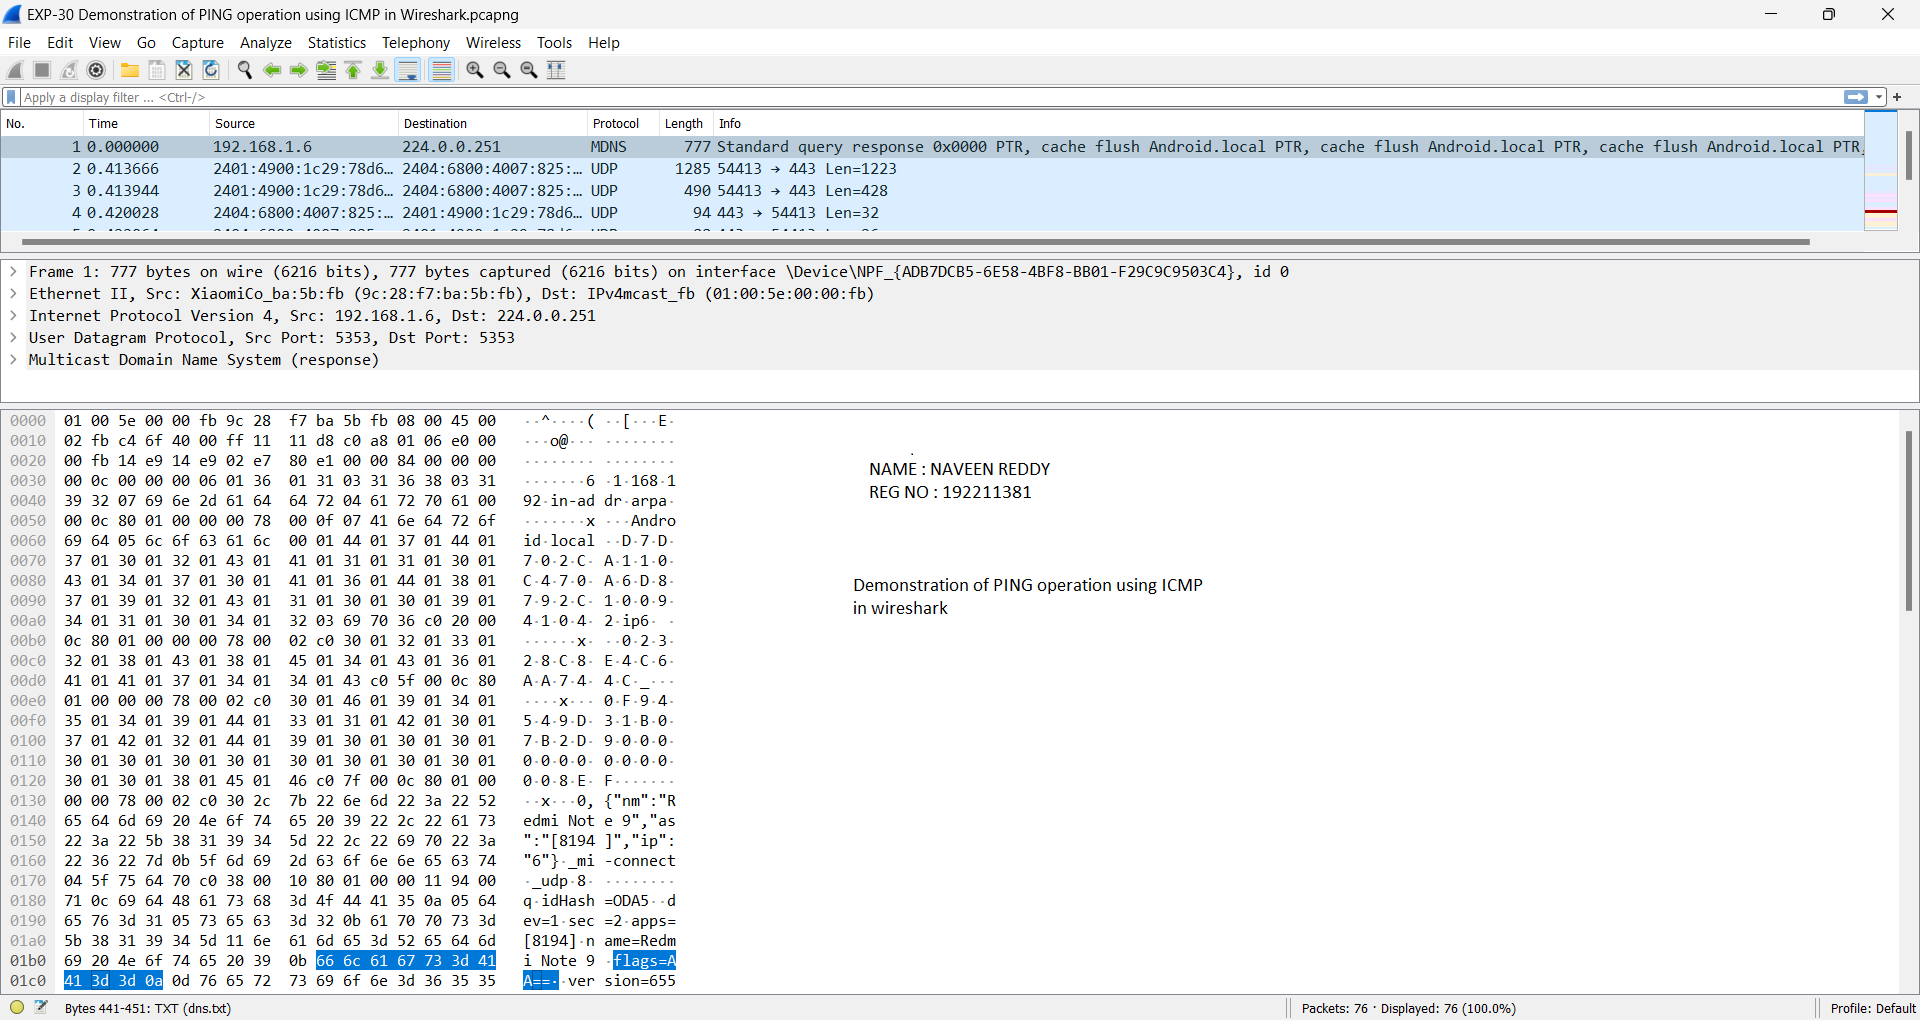 EXP-30 Demonstration of PING operation using ICMP in Wireshark.pcapng
File Edit View Go Capture Analyze Statistics Telephony Wireless Tools Help
Apply a display filter ... <Ctrl-/>
No. Time Source Destination Protocol Length Info
1 0.000000 192.168.1.6 224.0.0.251 MDNS 777 Standard query response 0x0000 PTR, cache flush Android.local PTR, cache flush Android.local PTR, cache flush Android.local PTR,
2 0.413666 2401:4900:1c29:78d6… 2404:6800:4007:825:… UDP 1285 54413 → 443 Len=1223
3 0.413944 2401:4900:1c29:78d6… 2404:6800:4007:825:… UDP 490 54413 → 443 Len=428
4 0.420028 2404:6800:4007:825:… 2401:4900:1c29:78d6… UDP 94 443 → 54413 Len=32
Frame 1: 777 bytes on wire (6216 bits), 777 bytes captured (6216 bits) on interface \Device\NPF_{ADB7DCB5-6E58-4BF8-BB01-F29C9C9503C4}, id 0
Ethernet II, Src: XiaomiCo_ba:5b:fb (9c:28:f7:ba:5b:fb), Dst: IPv4mcast_fb (01:00:5e:00:00:fb)
Internet Protocol Version 4, Src: 192.168.1.6, Dst: 224.0.0.251
User Datagram Protocol, Src Port: 5353, Dst Port: 5353
Multicast Domain Name System (response)
0000 01 00 5e 00 00 fb 9c 28 f7 ba 5b fb 08 00 45 00 ··^····( ··[···E·
0010 02 fb c4 6f 40 00 ff 11 11 d8 c0 a8 01 06 e0 00 ···o@··· ········
0020 00 fb 14 e9 14 e9 02 e7 80 e1 00 00 84 00 00 00 ········ ········
0030 00 0c 00 00 00 06 01 36 01 31 03 31 36 38 03 31 ·······6 ·1·168·1
0040 39 32 07 69 6e 2d 61 64 64 72 04 61 72 70 61 00 92·in-ad dr·arpa·
0050 00 0c 80 01 00 00 00 78 00 0f 07 41 6e 64 72 6f ·······x ···Andro
0060 69 64 05 6c 6f 63 61 6c 00 01 44 01 37 01 44 01 id·local ··D·7·D·
0070 37 01 30 01 32 01 43 01 41 01 31 01 31 01 30 01 7·0·2·C· A·1·1·0·
0080 43 01 34 01 37 01 30 01 41 01 36 01 44 01 38 01 C·4·7·0· A·6·D·8·
0090 37 01 39 01 32 01 43 01 31 01 30 01 30 01 39 01 7·9·2·C· 1·0·0·9·
00a0 34 01 31 01 30 01 34 01 32 03 69 70 36 c0 20 00 4·1·0·4· 2·ip6· ·
00b0 0c 80 01 00 00 00 78 00 02 c0 30 01 32 01 33 01 ······x· ··0·2·3·
00c0 32 01 38 01 43 01 38 01 45 01 34 01 43 01 36 01 2·8·C·8· E·4·C·6·
00d0 41 01 41 01 37 01 34 01 34 01 43 c0 5f 00 0c 80 A·A·7·4· 4·C·_···
00e0 01 00 00 00 78 00 02 c0 30 01 46 01 39 01 34 01 ····x··· 0·F·9·4·
00f0 35 01 34 01 39 01 44 01 33 01 31 01 42 01 30 01 5·4·9·D· 3·1·B·0·
0100 37 01 42 01 32 01 44 01 39 01 30 01 30 01 30 01 7·B·2·D· 9·0·0·0·
0110 30 01 30 01 30 01 30 01 30 01 30 01 30 01 30 01 0·0·0·0· 0·0·0·0·
0120 30 01 30 01 38 01 45 01 46 c0 7f 00 0c 80 01 00 0·0·8·E· F·······
0130 00 00 78 00 02 c0 30 2c 7b 22 6e 6d 22 3a 22 52 ··x···0, {"nm":"R
0140 65 64 6d 69 20 4e 6f 74 65 20 39 22 2c 22 61 73 edmi Not e 9","as
0150 22 3a 22 5b 38 31 39 34 5d 22 2c 22 69 70 22 3a ":"[8194 ]","ip":
0160 22 36 22 7d 0b 5f 6d 69 2d 63 6f 6e 6e 65 63 74 "6"}·_mi -connect
0170 04 5f 75 64 70 c0 38 00 10 80 01 00 00 11 94 00 ·_udp·8· ········
0180 71 0c 69 64 48 61 73 68 3d 4f 44 41 35 0a 05 64 q·idHash =ODA5··d
0190 65 76 3d 31 05 73 65 63 3d 32 0b 61 70 70 73 3d ev=1·sec =2·apps=
01a0 5b 38 31 39 34 5d 11 6e 61 6d 65 3d 52 65 64 6d [8194]·n ame=Redm
01b0 69 20 4e 6f 74 65 20 39 0b 66 6c 61 67 73 3d 41 i Note 9 ·flags=A
01c0 41 3d 3d 0a 0d 76 65 72 73 69 6f 6e 3d 36 35 35 A==··ver sion=655
NAME : NAVEEN REDDY
REG NO : 192211381
Demonstration of PING operation using ICMP
in wireshark
Bytes 441-451: TXT (dns.txt) Packets: 76 · Displayed: 76 (100.0%) Profile: Default